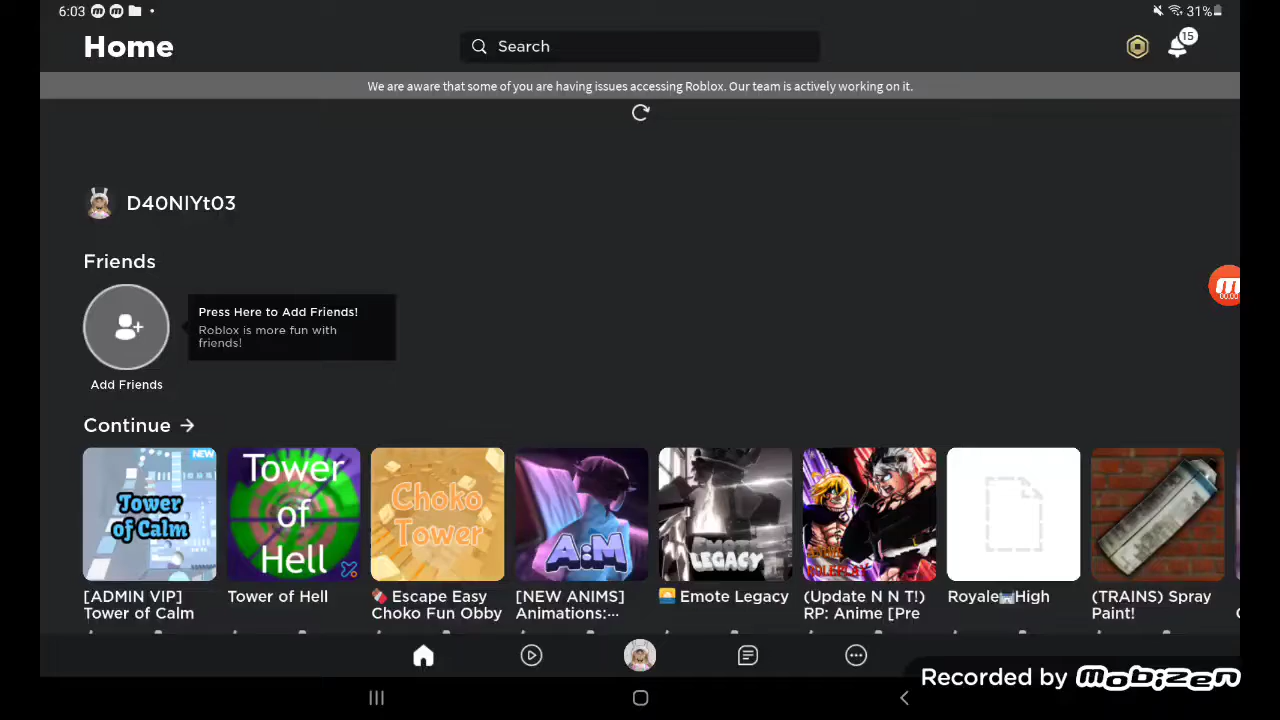 6:03
31%
Home
Search
15
We are aware that some of you are having issues accessing Roblox. Our team is actively working on it.
D40NlYt03
Friends
Press Here to Add Friends!
Roblox is more fun with
friends!
Add Friends
Continue →
NEW
Tower
of Calm
Tower
of
Hell
Choko
Tower
A:M
EMOTE
LEGACY
[ADMIN VIP]
Tower of Calm
Tower of Hell
🍫 Escape Easy
Choko Fun Obby
[NEW ANIMS]
Animations:...
🌅 Emote Legacy
(Update N N T!)
RP: Anime [Pre
Royale🏰High
(TRAINS) Spray
Paint!
00:00
Recorded by mobizen